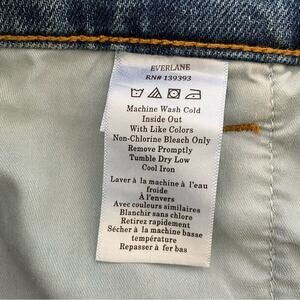 EVERLANE
RN# 139393
Machine Wash Cold
Inside Out
With Like Colors
Non-Chlorine Bleach Only
Remove Promptly
Tumble Dry Low
Cool Iron
Laver à la machine à l'eau
froide
À l'envers
Avec couleurs similaires
Blanchir sans chlore
Retirez rapidement
Sécher à la machine basse
température
Repasser à fer bas